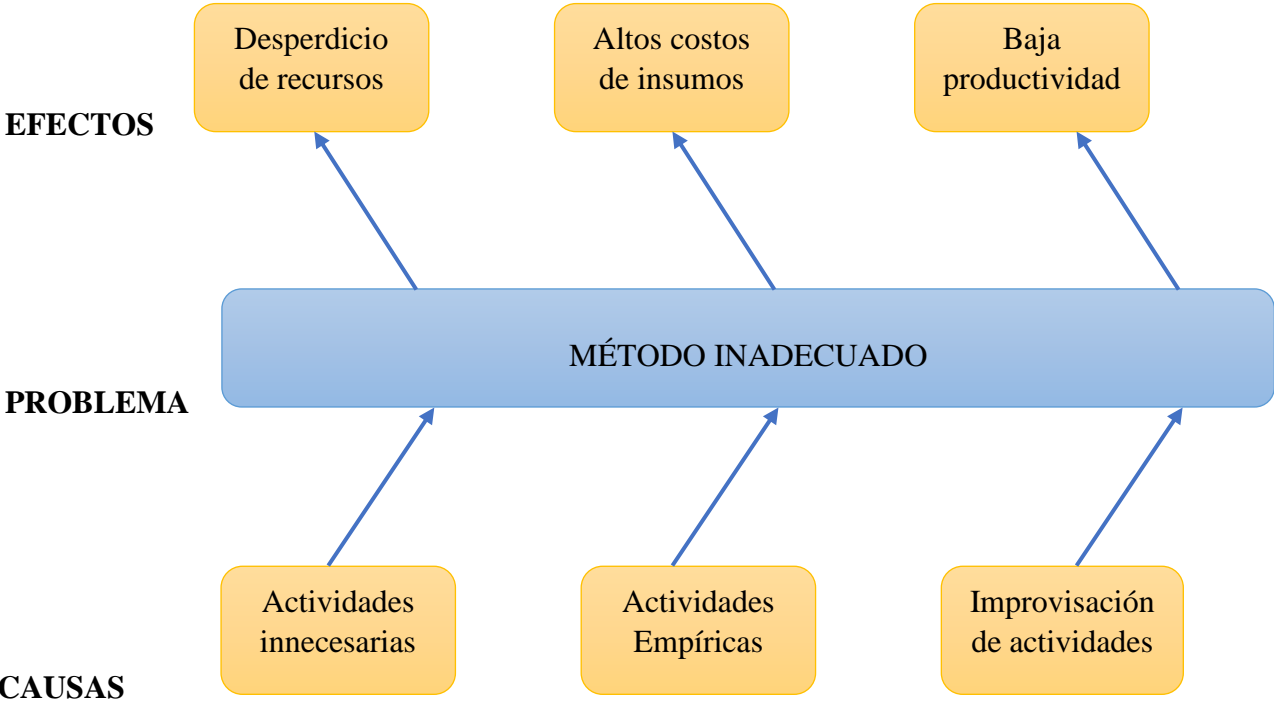 Desperdicio
de recursos
Altos costos
de insumos
Baja
productividad
EFECTOS
MÉTODO INADECUADO
PROBLEMA
Actividades
innecesarias
Actividades
Empíricas
Improvisación
de actividades
CAUSAS